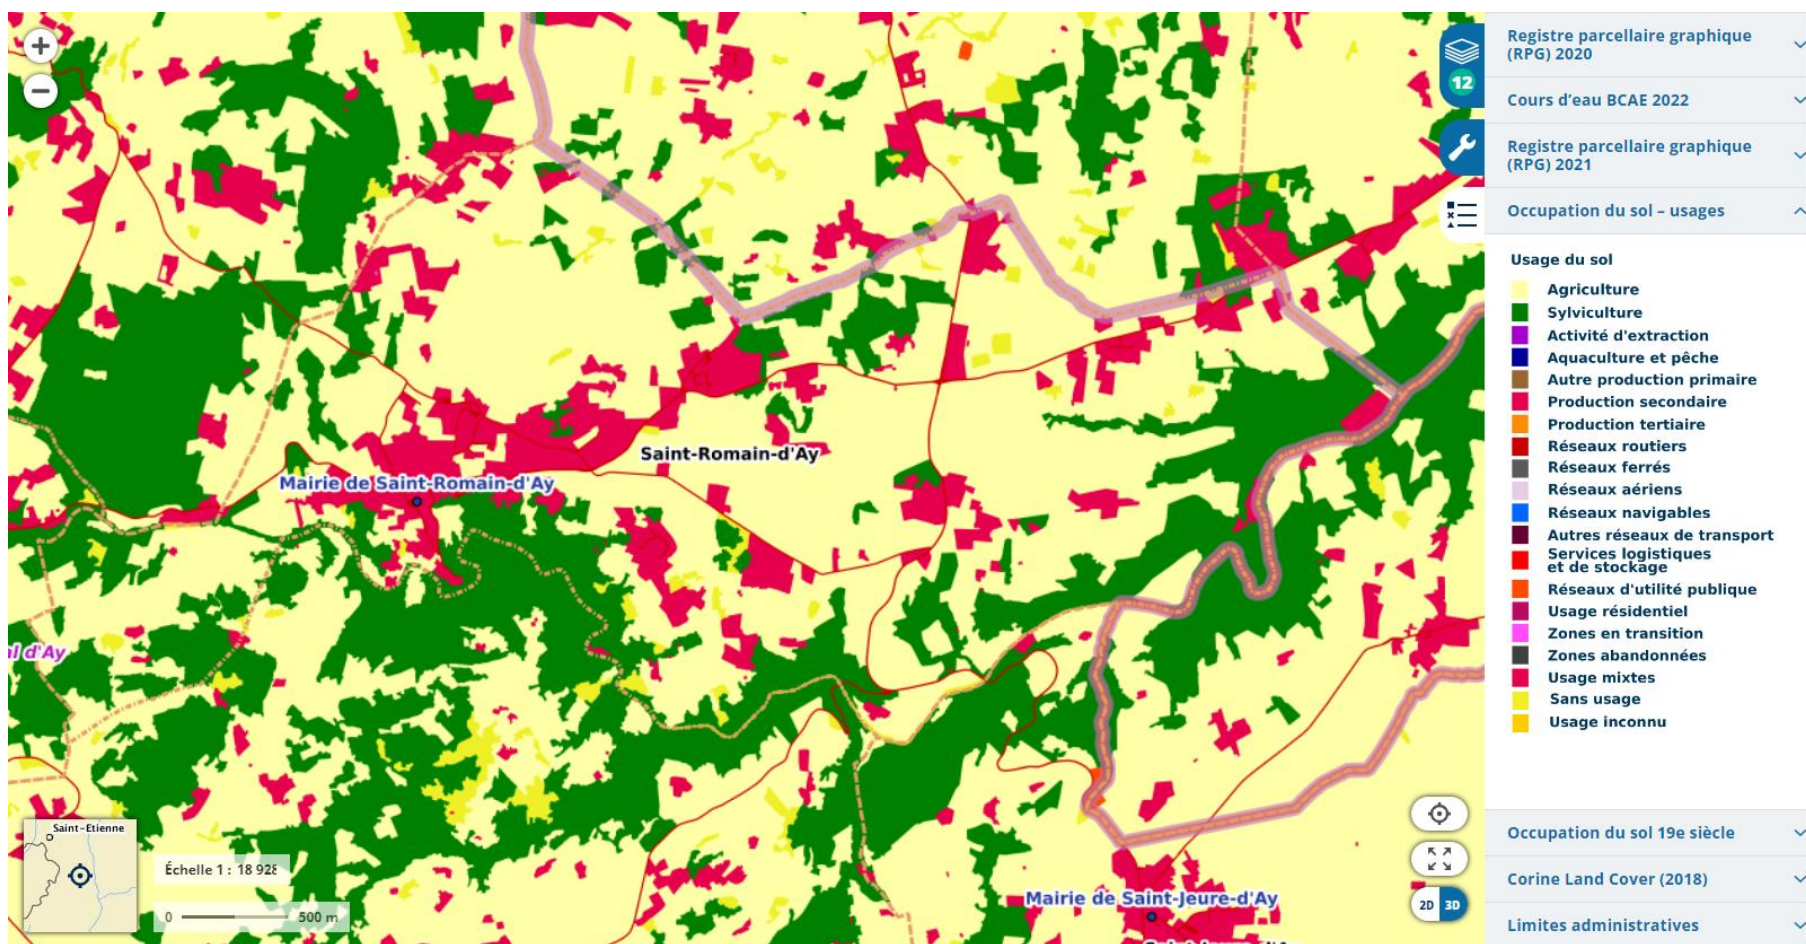 +
−
Saint-Romain-d'Ay
Mairie de Saint-Romain-d'Ay
al d'Ay
Saint-Etienne
Échelle 1 : 18 928
0 500 m
Mairie de Saint-Jeure-d'Ay
12
2D 3D
Registre parcellaire graphique
(RPG) 2020
Cours d’eau BCAE 2022
Registre parcellaire graphique
(RPG) 2021
Occupation du sol – usages
Usage du sol
Agriculture
Sylviculture
Activité d'extraction
Aquaculture et pêche
Autre production primaire
Production secondaire
Production tertiaire
Réseaux routiers
Réseaux ferrés
Réseaux aériens
Réseaux navigables
Autres réseaux de transport
Services logistiques
et de stockage
Réseaux d'utilité publique
Usage résidentiel
Zones en transition
Zones abandonnées
Usage mixtes
Sans usage
Usage inconnu
Occupation du sol 19e siècle
Corine Land Cover (2018)
Limites administratives